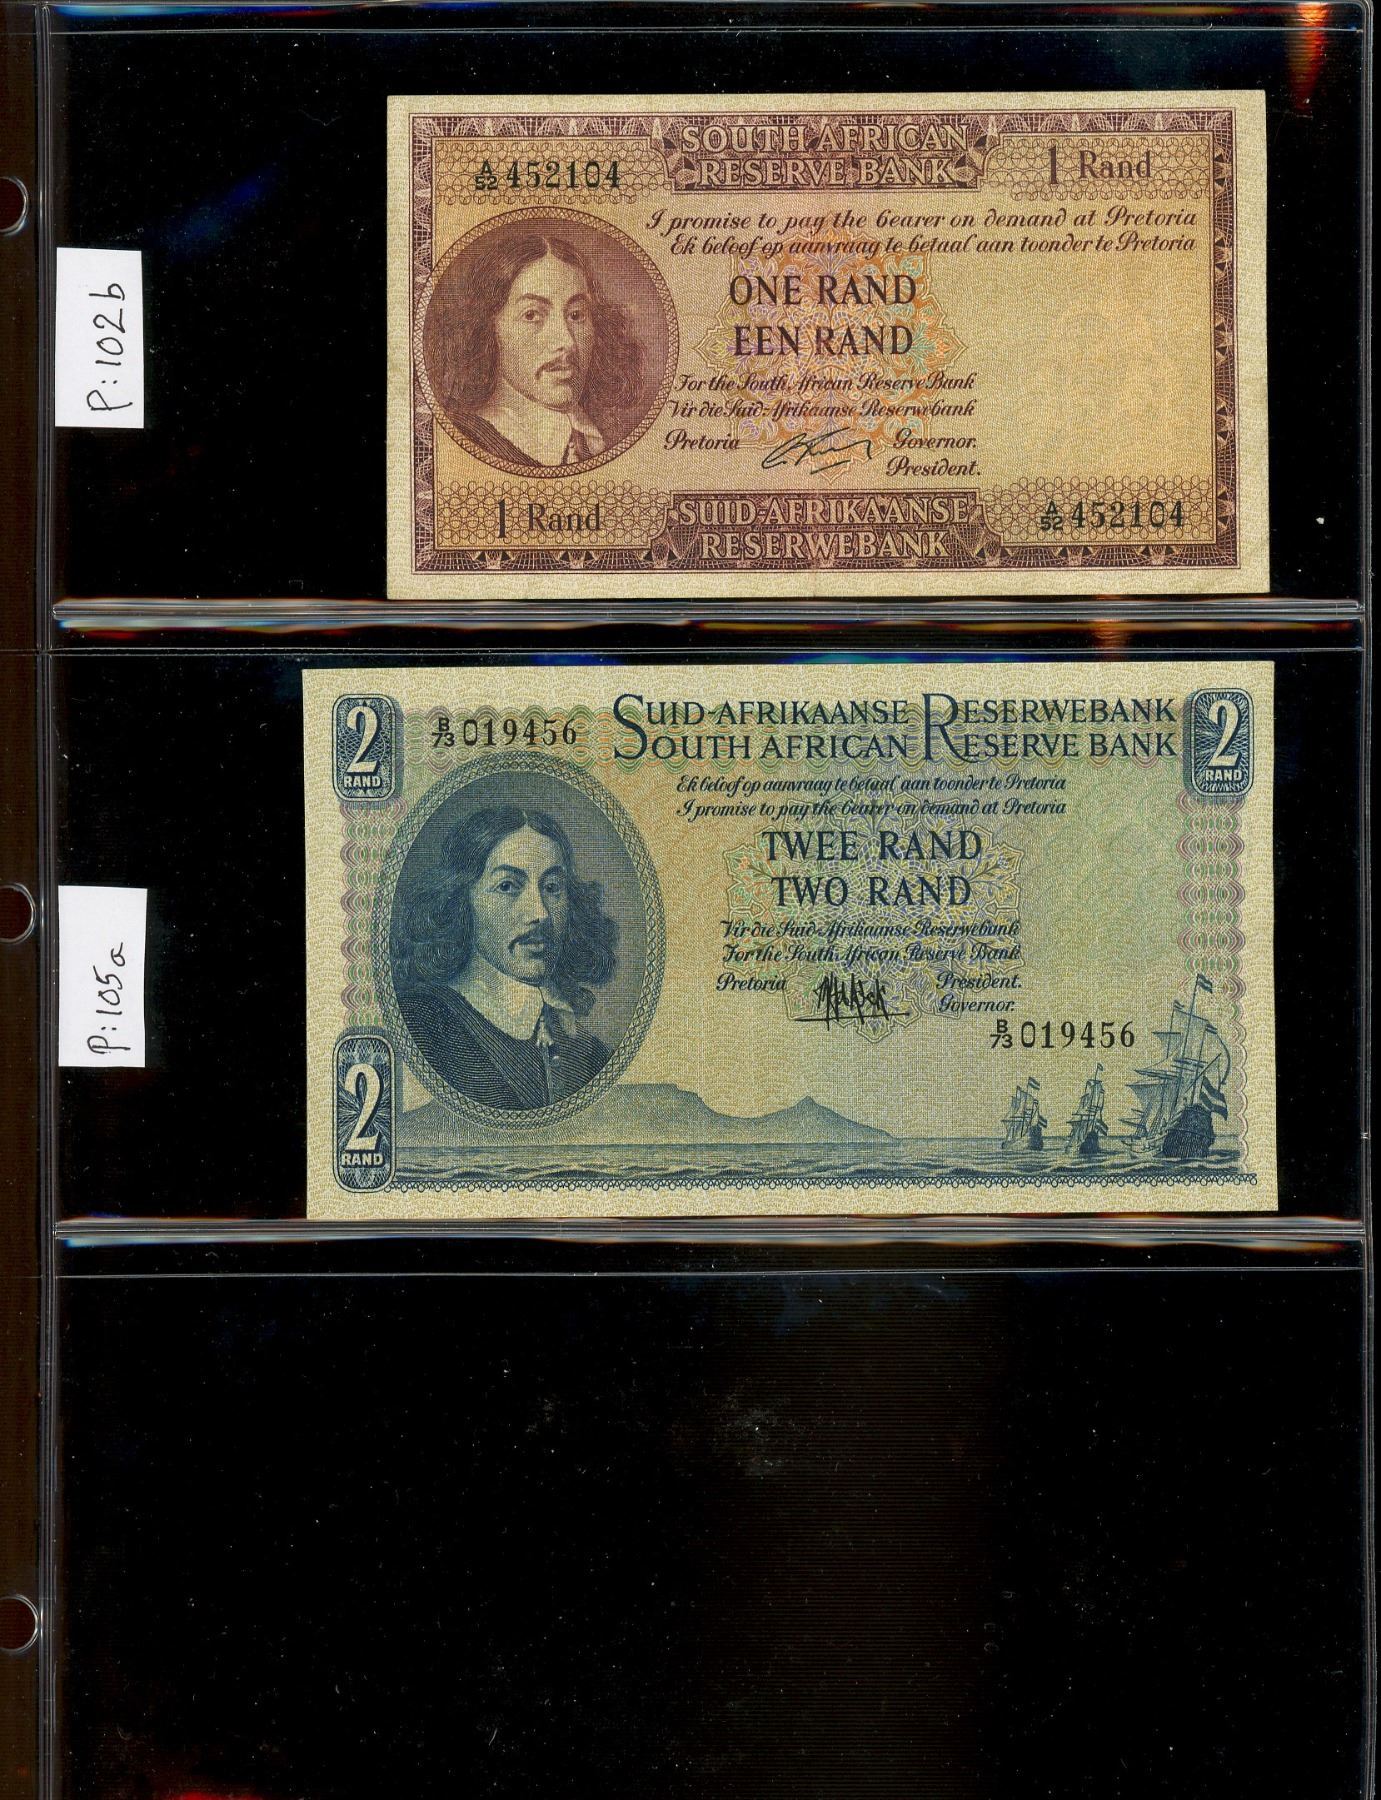 P:102b
SOUTH AFRICAN
RESERVE BANK
A/52 452104
1 Rand
I promise to pay the bearer on demand at Pretoria
Ek beloof op aanvraag te betaal aan toonder te Pretoria
ONE RAND
EEN RAND
For the South African Reserve Bank
Vir die Suid-Afrikaanse Reserwebank
Pretoria
Governor.
President.
1 Rand
SUID-AFRIKAANSE
RESERWEBANK
A/52 452104
P:105a
2
RAND
B/73 019456
SUID-AFRIKAANSE RESERWEBANK
SOUTH AFRICAN RESERVE BANK
2
RAND
Ek beloof op aanvraag te betaal aan toonder te Pretoria
I promise to pay the bearer on demand at Pretoria
TWEE RAND
TWO RAND
Vir die Suid-Afrikaanse Reserwebank
For the South African Reserve Bank
Pretoria
President.
Governor.
B/73 019456
2
RAND